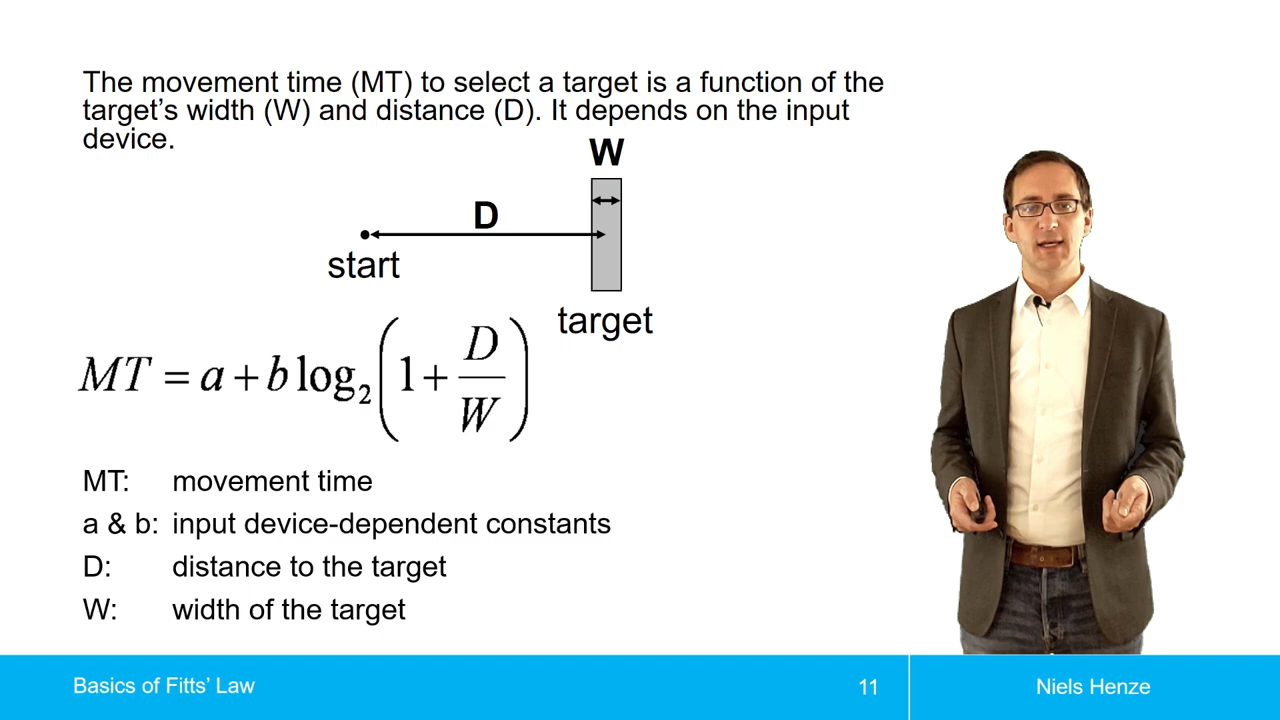 The movement time (MT) to select a target is a function of the
target’s width (W) and distance (D). It depends on the input
device.
W
D
start
target
MT = a + b log₂(1 + D/W)
MT: movement time
a & b: input device-dependent constants
D: distance to the target
W: width of the target
Basics of Fitts’ Law 11 Niels Henze